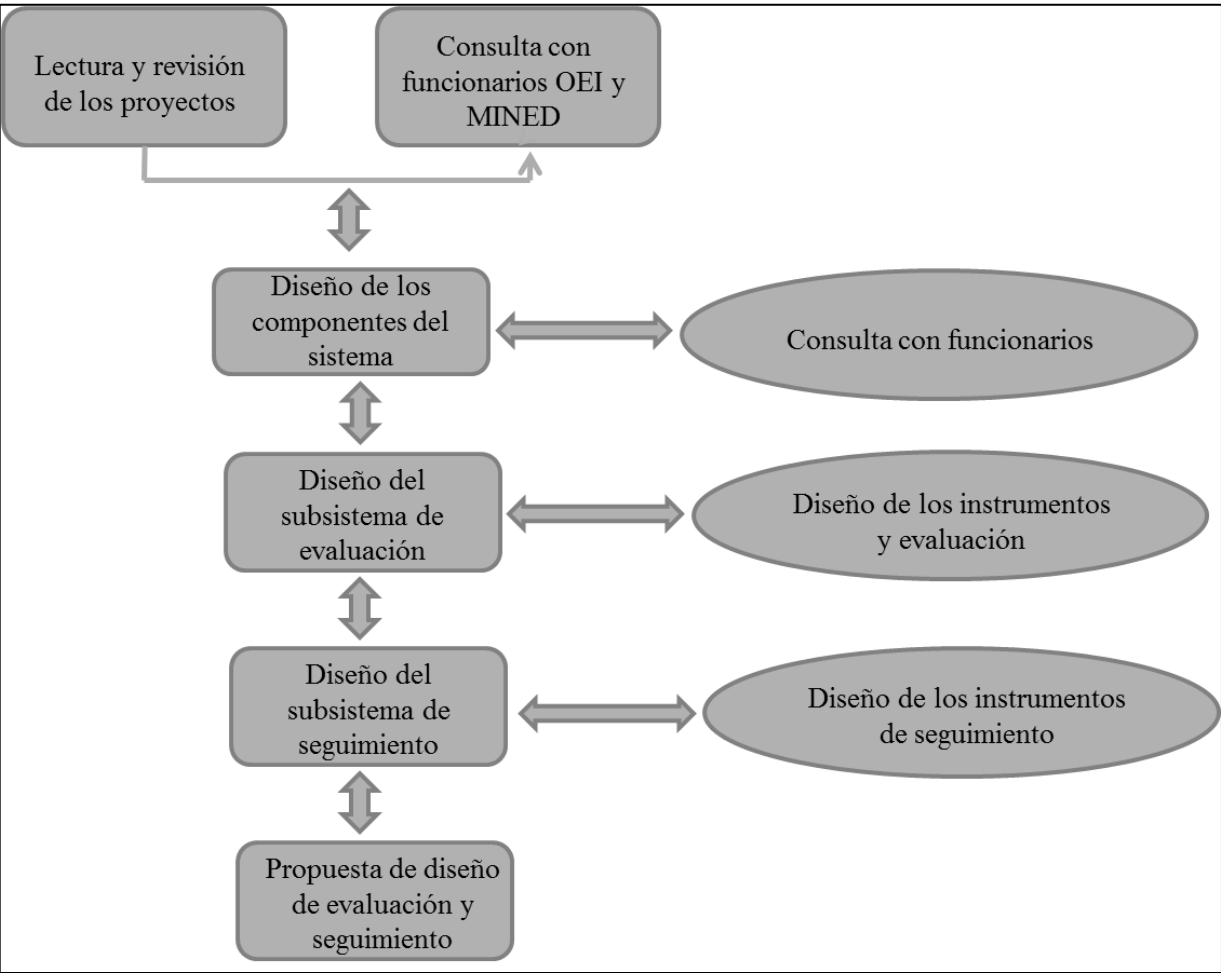 Lectura y revisión
de los proyectos
Consulta con
funcionarios OEI y
MINED
Diseño de los
componentes del
sistema
Consulta con funcionarios
Diseño del
subsistema de
evaluación
Diseño de los instrumentos
y evaluación
Diseño del
subsistema de
seguimiento
Diseño de los instrumentos
de seguimiento
Propuesta de diseño
de evaluación y
seguimiento